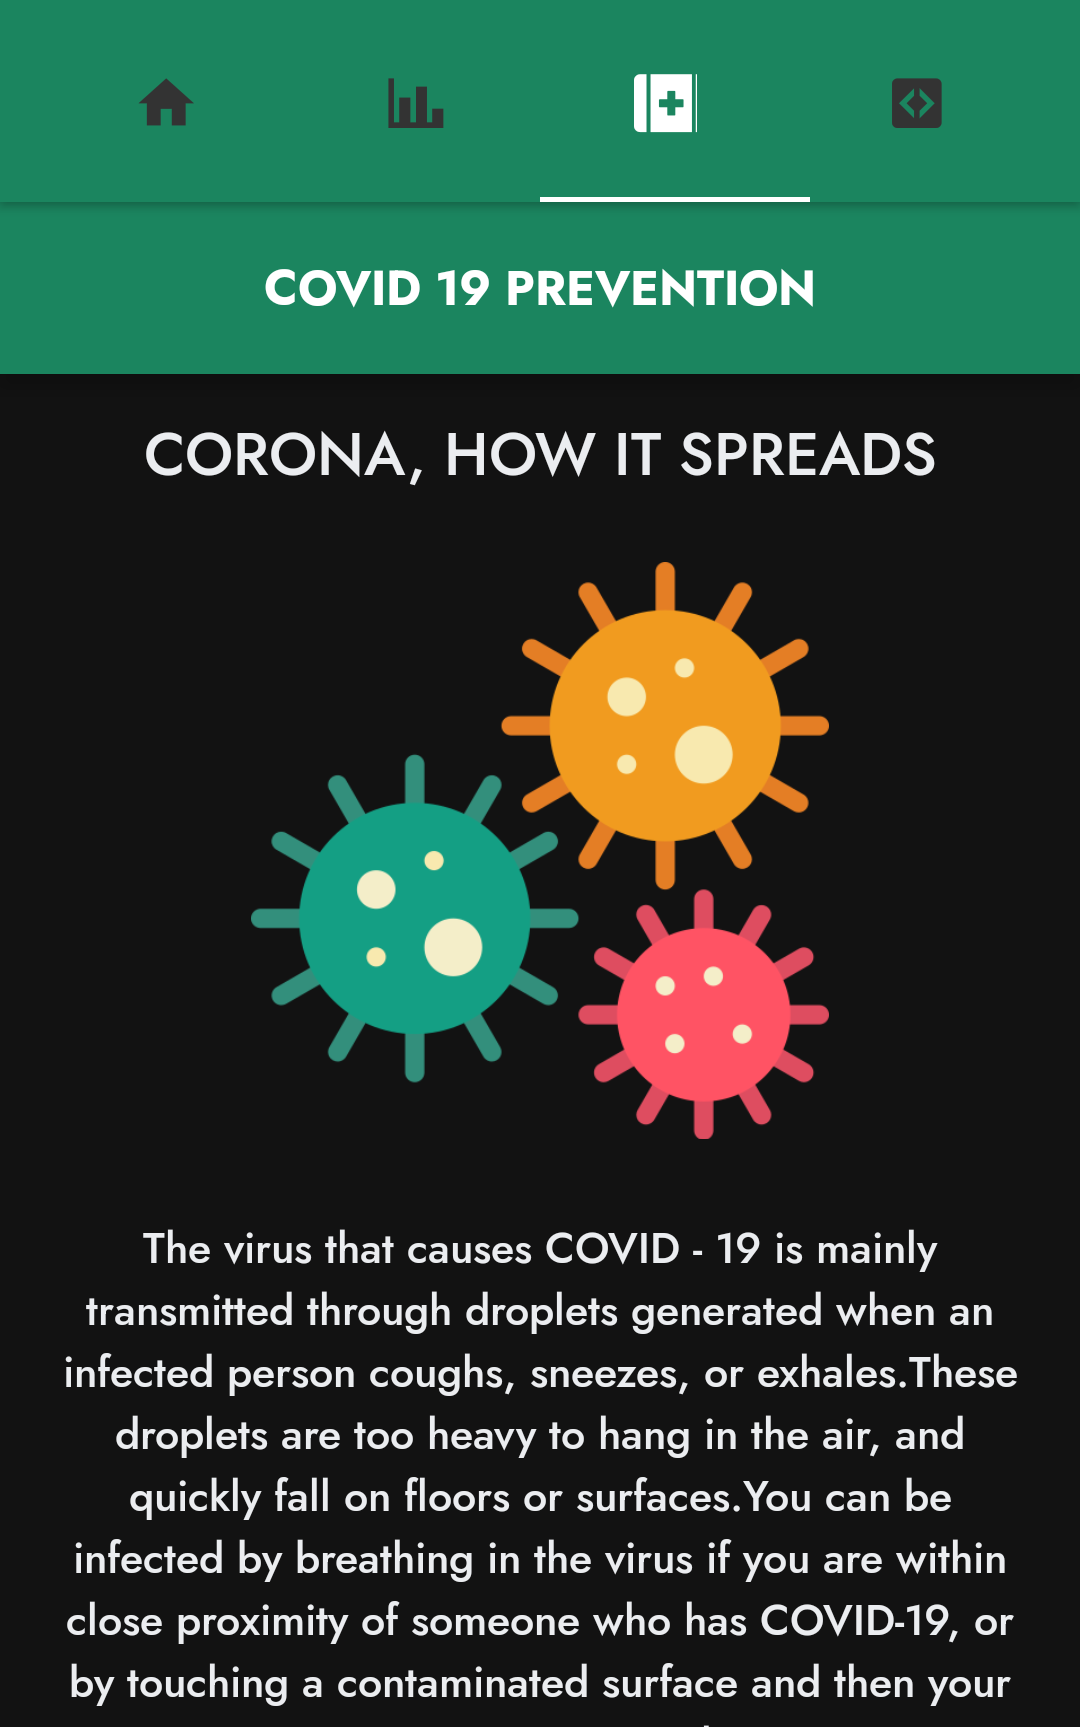 COVID 19 PREVENTION
CORONA, HOW IT SPREADS
The virus that causes COVID - 19 is mainly
transmitted through droplets generated when an
infected person coughs, sneezes, or exhales.These
droplets are too heavy to hang in the air, and
quickly fall on floors or surfaces.You can be
infected by breathing in the virus if you are within
close proximity of someone who has COVID-19, or
by touching a contaminated surface and then your